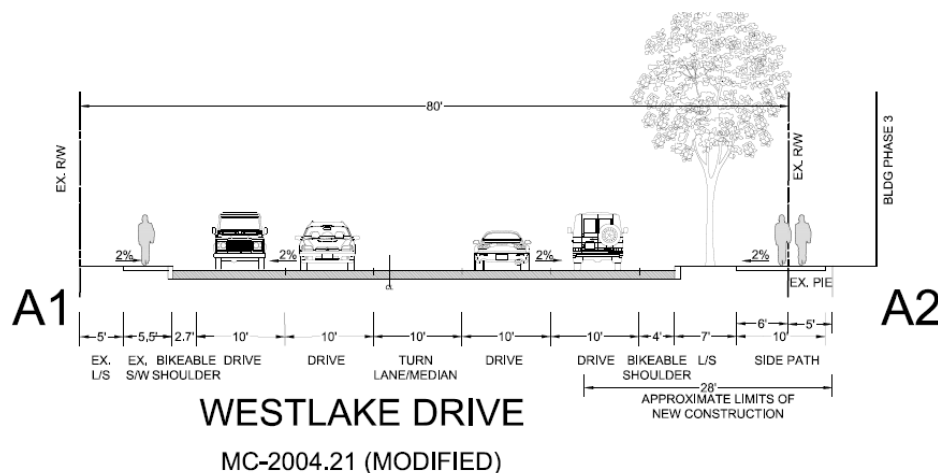 80'
EX. R/W
EX. R/W
BLDG PHASE 3
2%
2%
2%
2%
CL
EX. PIE
A1
A2
5' 5,5' 2.7' 10' 10' 10' 10' 10' 4' 7' 6' 5'
10'
EX. EX, BIKEABLE DRIVE DRIVE TURN DRIVE DRIVE BIKEABLE L/S SIDE PATH
L/S S/W SHOULDER LANE/MEDIAN SHOULDER
28'
APPROXIMATE LIMITS OF
NEW CONSTRUCTION
WESTLAKE DRIVE
MC-2004.21 (MODIFIED)